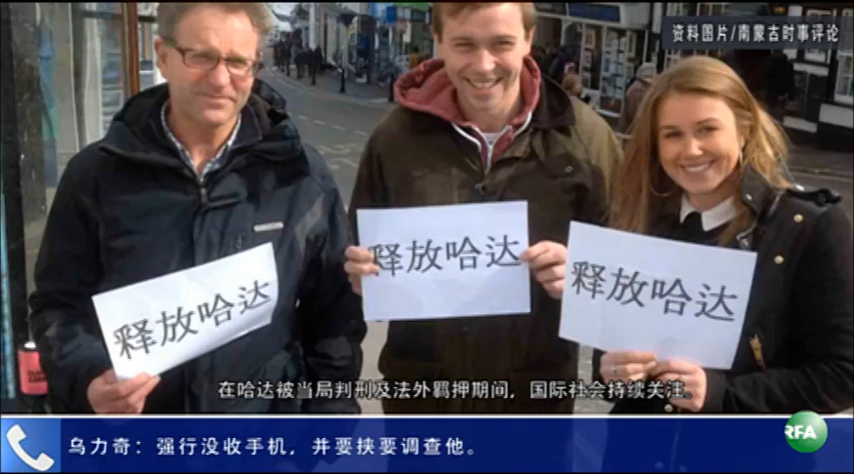 资料图片/南蒙古时事评论
释放哈达
释放哈达
释放哈达
在哈达被当局判刑及法外羁押期间，国际社会持续关注。
乌力奇：强行没收手机，并要挟要调查他。
RFA